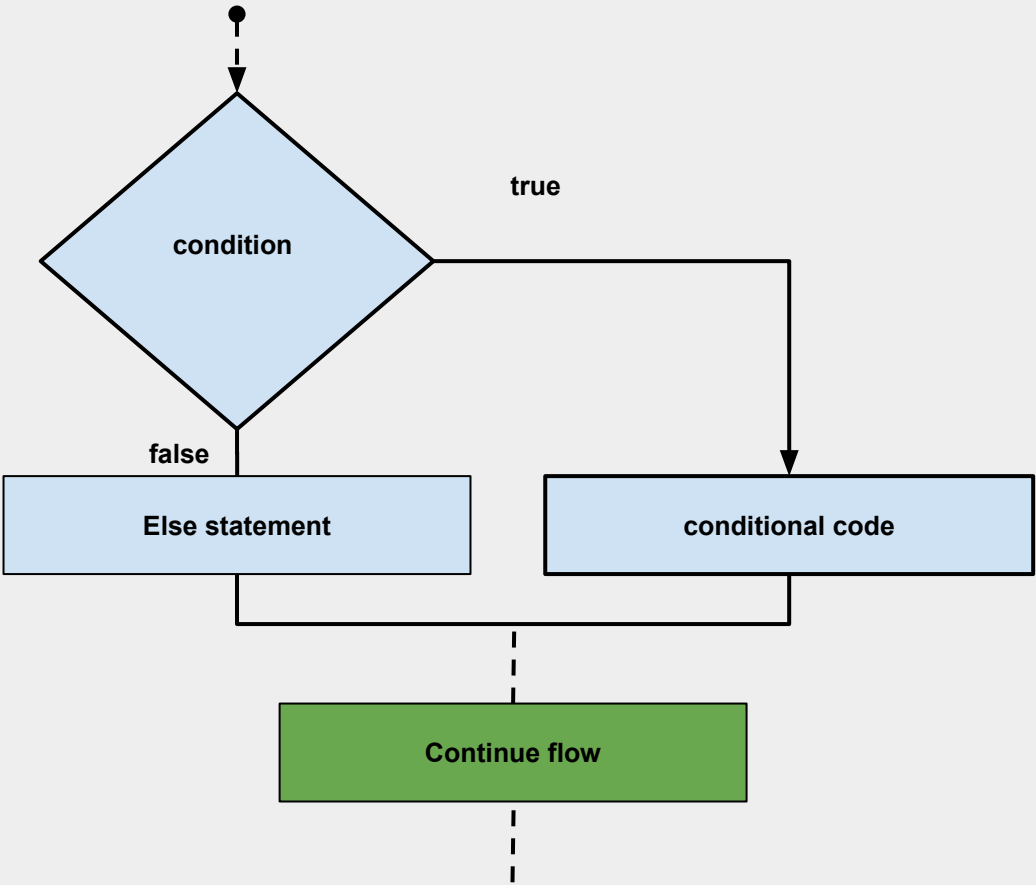 true
condition
false
Else statement
conditional code
Continue flow